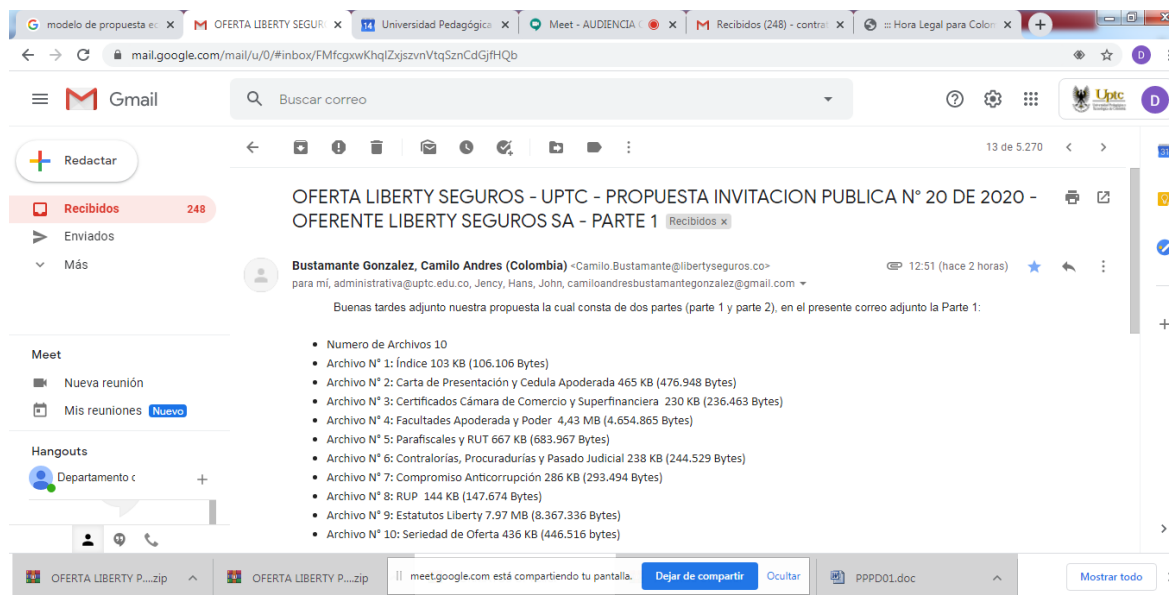 modelo de propuesta ec
OFERTA LIBERTY SEGUR
14 Universidad Pedagógica
Meet - AUDIENCIA
Recibidos (248) - contra
::: Hora Legal para Colon
mail.google.com/mail/u/0/#inbox/FMfcgxwKhqlZxjszvnVtqSznCdGjfHQb
D
Gmail
Buscar correo
Uptc
D
Redactar
13 de 5.270
31
Recibidos 248
Enviados
Más
OFERTA LIBERTY SEGUROS - UPTC - PROPUESTA INVITACION PUBLICA N° 20 DE 2020 -
OFERENTE LIBERTY SEGUROS SA - PARTE 1 Recibidos x
Bustamante Gonzalez, Camilo Andres (Colombia) <Camilo.Bustamante@libertyseguros.co>
12:51 (hace 2 horas)
para mí, administrativa@uptc.edu.co, Jency, Hans, John, camiloandresbustamantegonzalez@gmail.com
Buenas tardes adjunto nuestra propuesta la cual consta de dos partes (parte 1 y parte 2), en el presente correo adjunto la Parte 1:
• Numero de Archivos 10
• Archivo N° 1: Índice 103 KB (106.106 Bytes)
• Archivo N° 2: Carta de Presentación y Cedula Apoderada 465 KB (476.948 Bytes)
• Archivo N° 3: Certificados Cámara de Comercio y Superfinanciera 230 KB (236.463 Bytes)
• Archivo N° 4: Facultades Apoderada y Poder 4,43 MB (4.654.865 Bytes)
• Archivo N° 5: Parafiscales y RUT 667 KB (683.967 Bytes)
• Archivo N° 6: Contralorías, Procuradurías y Pasado Judicial 238 KB (244.529 Bytes)
• Archivo N° 7: Compromiso Anticorrupción 286 KB (293.494 Bytes)
• Archivo N° 8: RUP 144 KB (147.674 Bytes)
• Archivo N° 9: Estatutos Liberty 7.97 MB (8.367.336 Bytes)
• Archivo N° 10: Seriedad de Oferta 436 KB (446.516 bytes)
Meet
Nueva reunión
Mis reuniones Nuevo
Hangouts
Departamento c
OFERTA LIBERTY P....zip
OFERTA LIBERTY P....zip
meet.google.com está compartiendo tu pantalla.
Dejar de compartir
Ocultar
PPPD01.doc
Mostrar todo